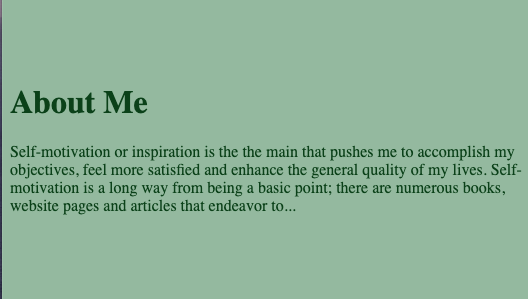 About Me
Self-motivation or inspiration is the the main that pushes me to accomplish my
objectives, feel more satisfied and enhance the general quality of my lives. Self-
motivation is a long way from being a basic point; there are numerous books,
website pages and articles that endeavor to...